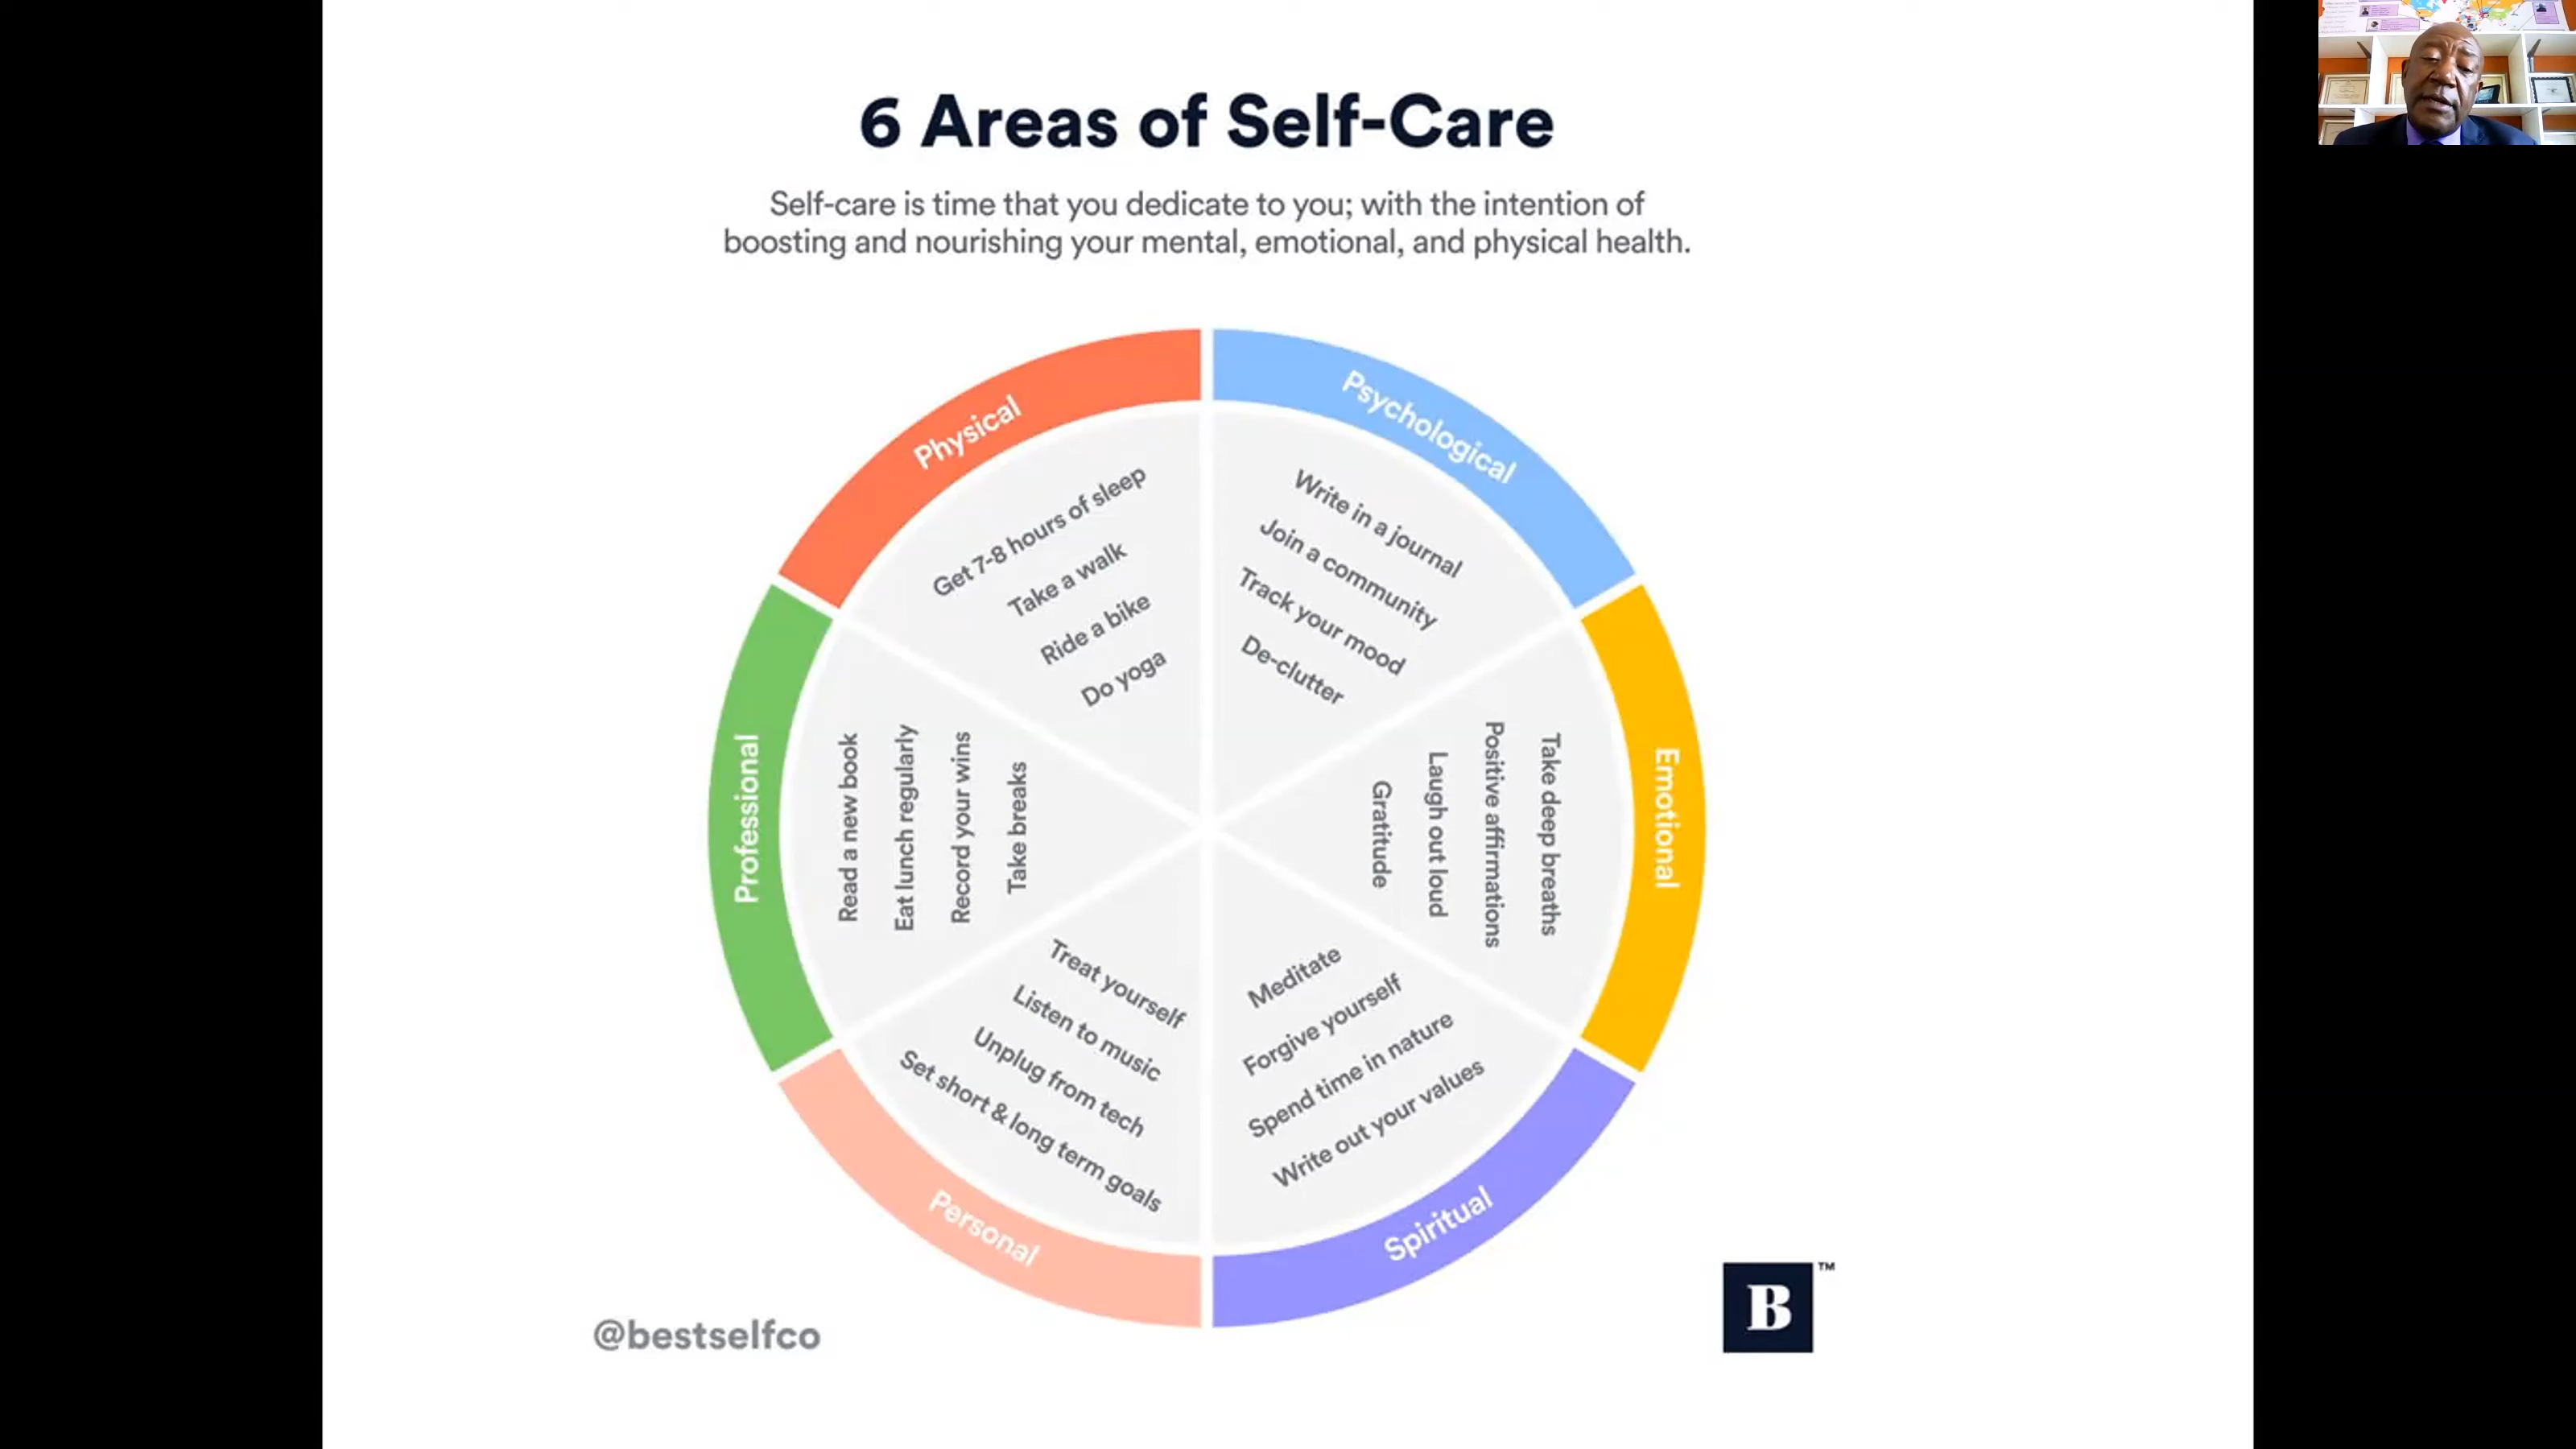 6 Areas of Self-Care
Self-care is time that you dedicate to you; with the intention of
boosting and nourishing your mental, emotional, and physical health.
Physical
Get 7-8 hours of sleep
Take a walk
Ride a bike
Do yoga
Psychological
Write in a journal
Join a community
Track your mood
De-clutter
Emotional
Take deep breaths
Positive affirmations
Laugh out loud
Gratitude
Spiritual
Meditate
Forgive yourself
Spend time in nature
Write out your values
Personal
Treat yourself
Listen to music
Unplug from tech
Set short & long term goals
Professional
Read a new book
Eat lunch regularly
Record your wins
Take breaks
@bestselfco
B
TM